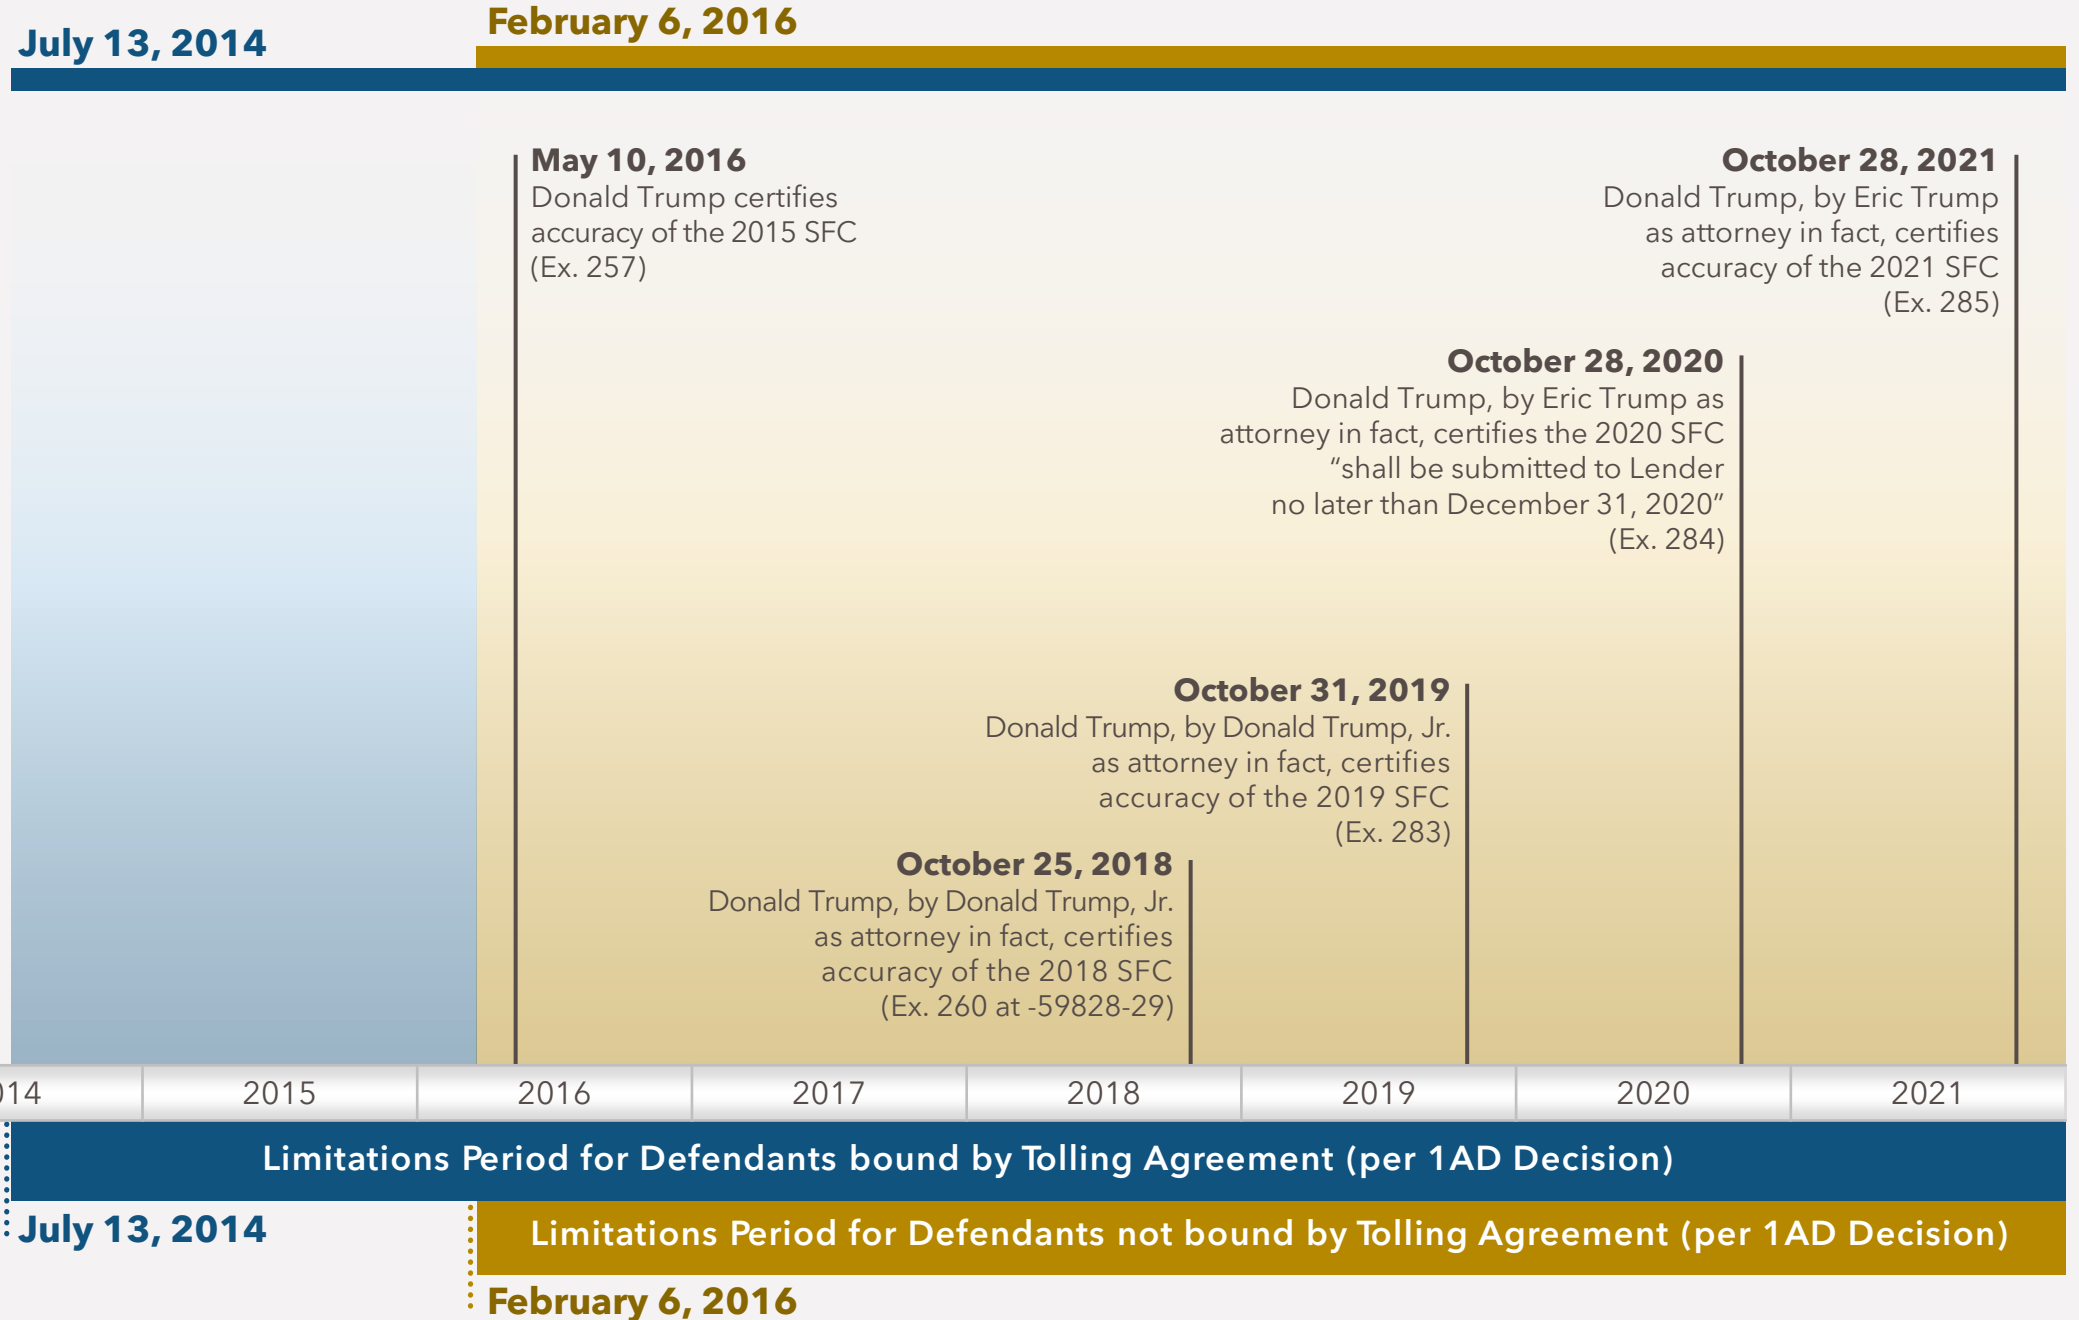 July 13, 2014
February 6, 2016
May 10, 2016
Donald Trump certifies
accuracy of the 2015 SFC
(Ex. 257)
October 28, 2021
Donald Trump, by Eric Trump
as attorney in fact, certifies
accuracy of the 2021 SFC
(Ex. 285)
October 28, 2020
Donald Trump, by Eric Trump as
attorney in fact, certifies the 2020 SFC
“shall be submitted to Lender
no later than December 31, 2020”
(Ex. 284)
October 31, 2019
Donald Trump, by Donald Trump, Jr.
as attorney in fact, certifies
accuracy of the 2019 SFC
(Ex. 283)
October 25, 2018
Donald Trump, by Donald Trump, Jr.
as attorney in fact, certifies
accuracy of the 2018 SFC
(Ex. 260 at -59828-29)
14 2015 2016 2017 2018 2019 2020 2021
Limitations Period for Defendants bound by Tolling Agreement (per 1AD Decision)
July 13, 2014
Limitations Period for Defendants not bound by Tolling Agreement (per 1AD Decision)
February 6, 2016